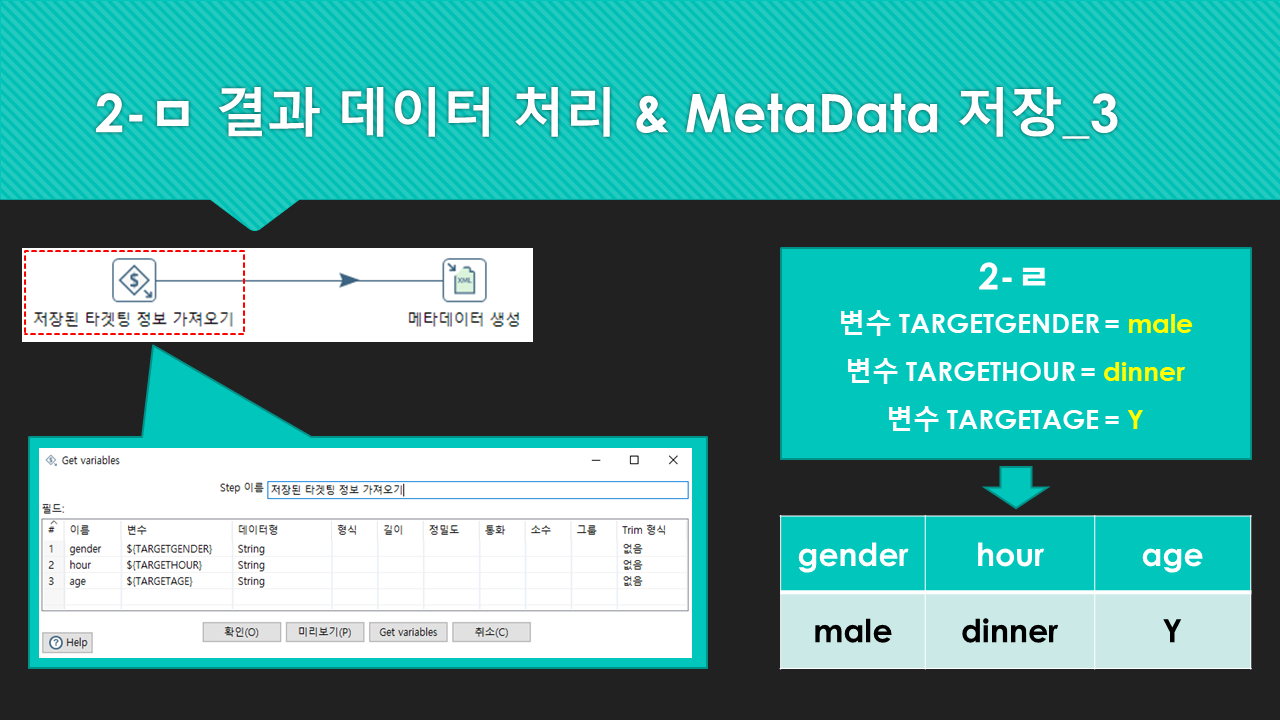 2-ㅁ 결과 데이터 처리 & MetaData 저장_3
$
XML
저장된 타겟팅 정보 가져오기
메타데이터 생성
2-ㄹ
변수 TARGETGENDER = male
변수 TARGETHOUR = dinner
변수 TARGETAGE = Y
Get variables
Step 이름 저장된 타겟팅 정보 가져오기
필드:
# 이름 변수 데이터형 형식 길이 정밀도 통화 소수 그룹 Trim 형식
1 gender ${TARGETGENDER} String 없음
2 hour ${TARGETHOUR} String 없음
3 age ${TARGETAGE} String 없음
확인(O) 미리보기(P) Get variables 취소(C)
Help
gender hour age
male dinner Y